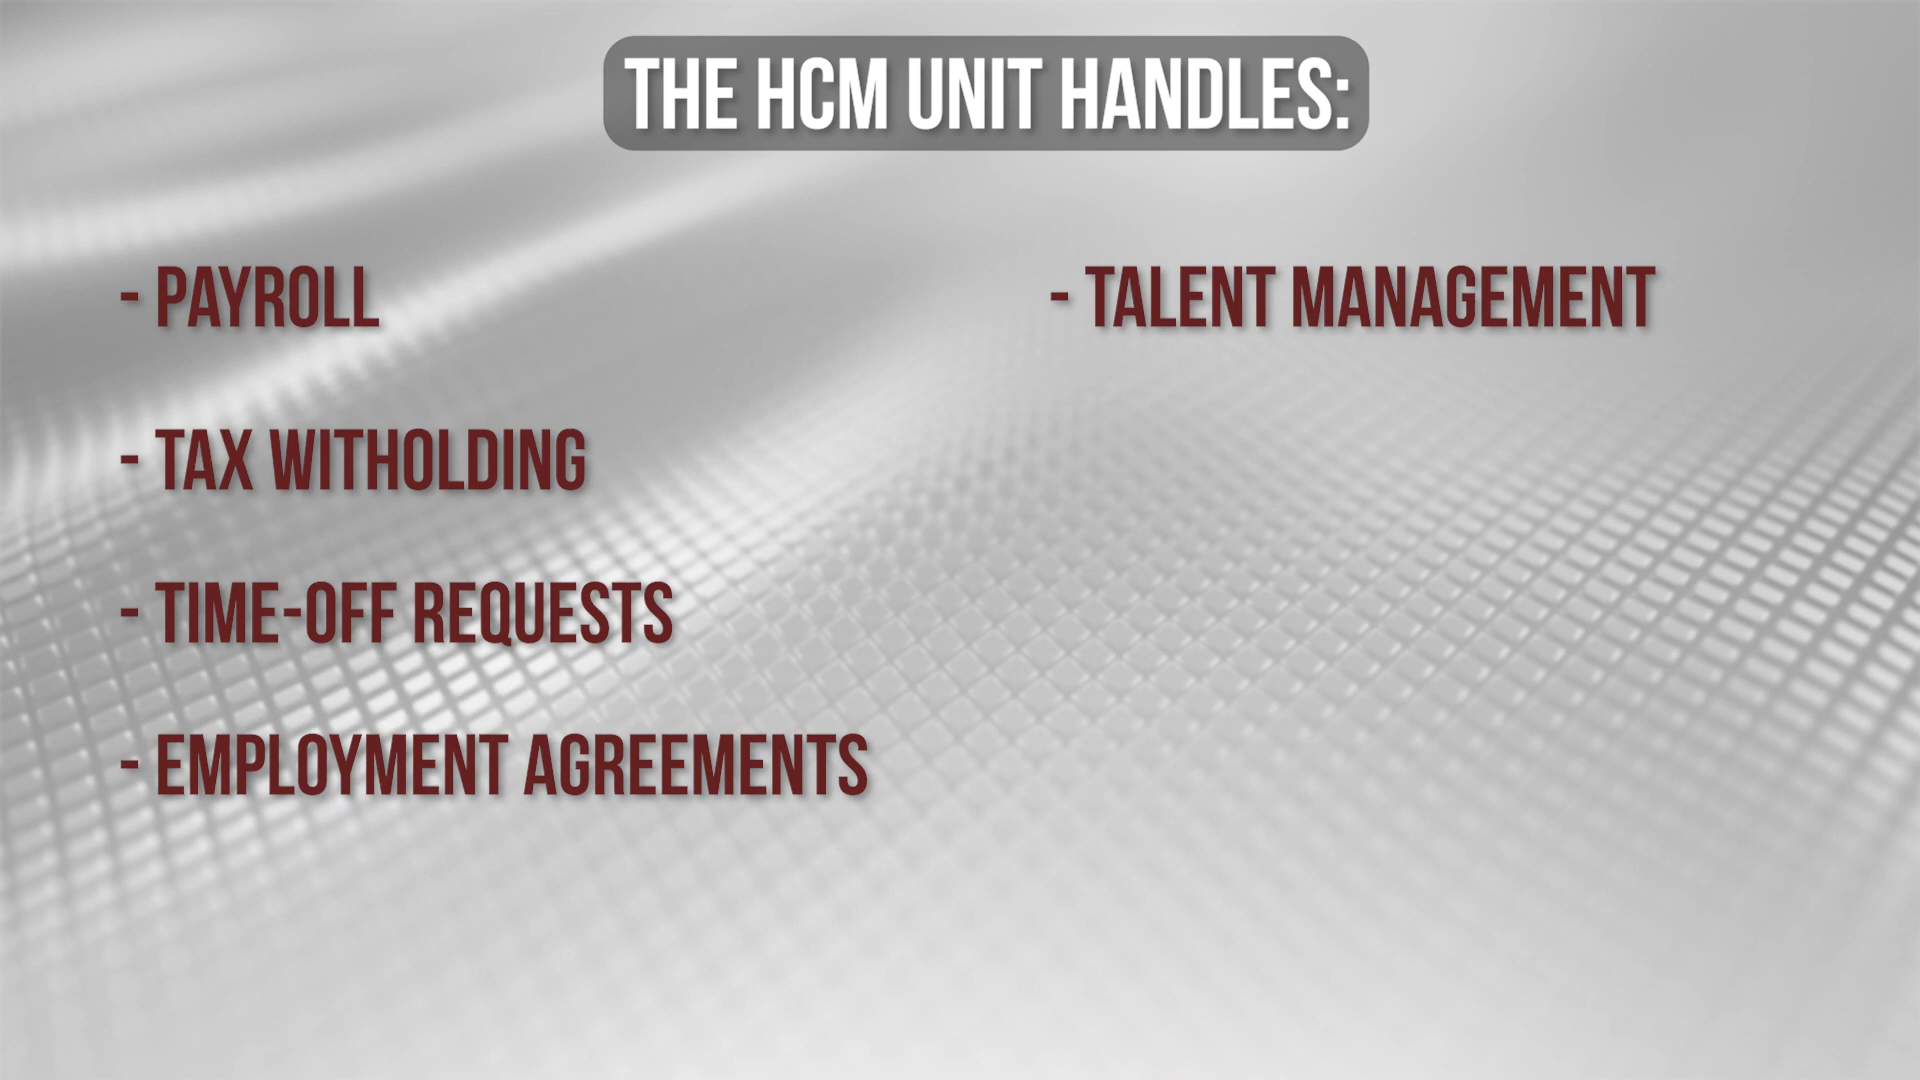 THE HCM UNIT HANDLES:
- PAYROLL
- TAX WITHOLDING
- TIME-OFF REQUESTS
- EMPLOYMENT AGREEMENTS
- TALENT MANAGEMENT